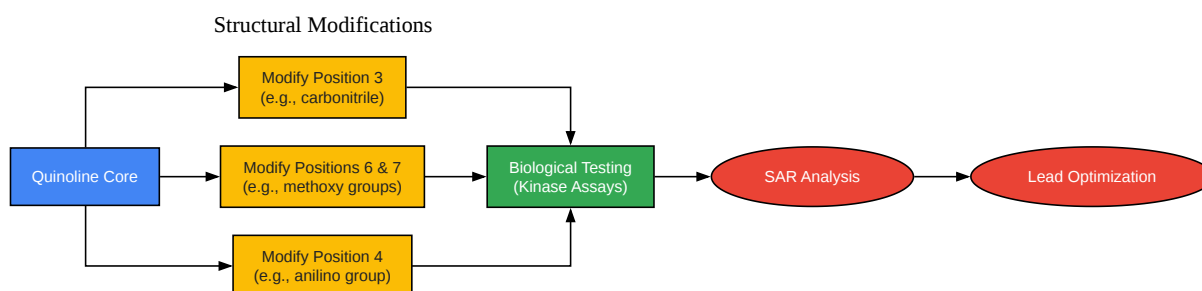 Structural Modifications
Modify Position 3
(e.g., carbonitrile)
Quinoline Core
Modify Positions 6 & 7
(e.g., methoxy groups)
Biological Testing
(Kinase Assays)
SAR Analysis
Lead Optimization
Modify Position 4
(e.g., anilino group)